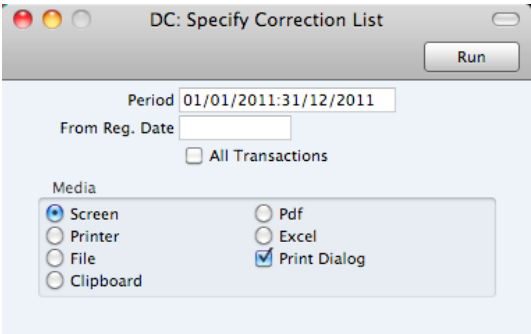 DC: Specify Correction List
Run
Period 01/01/2011:31/12/2011
From Reg. Date
All Transactions
Media
Screen Pdf
Printer Excel
File Print Dialog
Clipboard